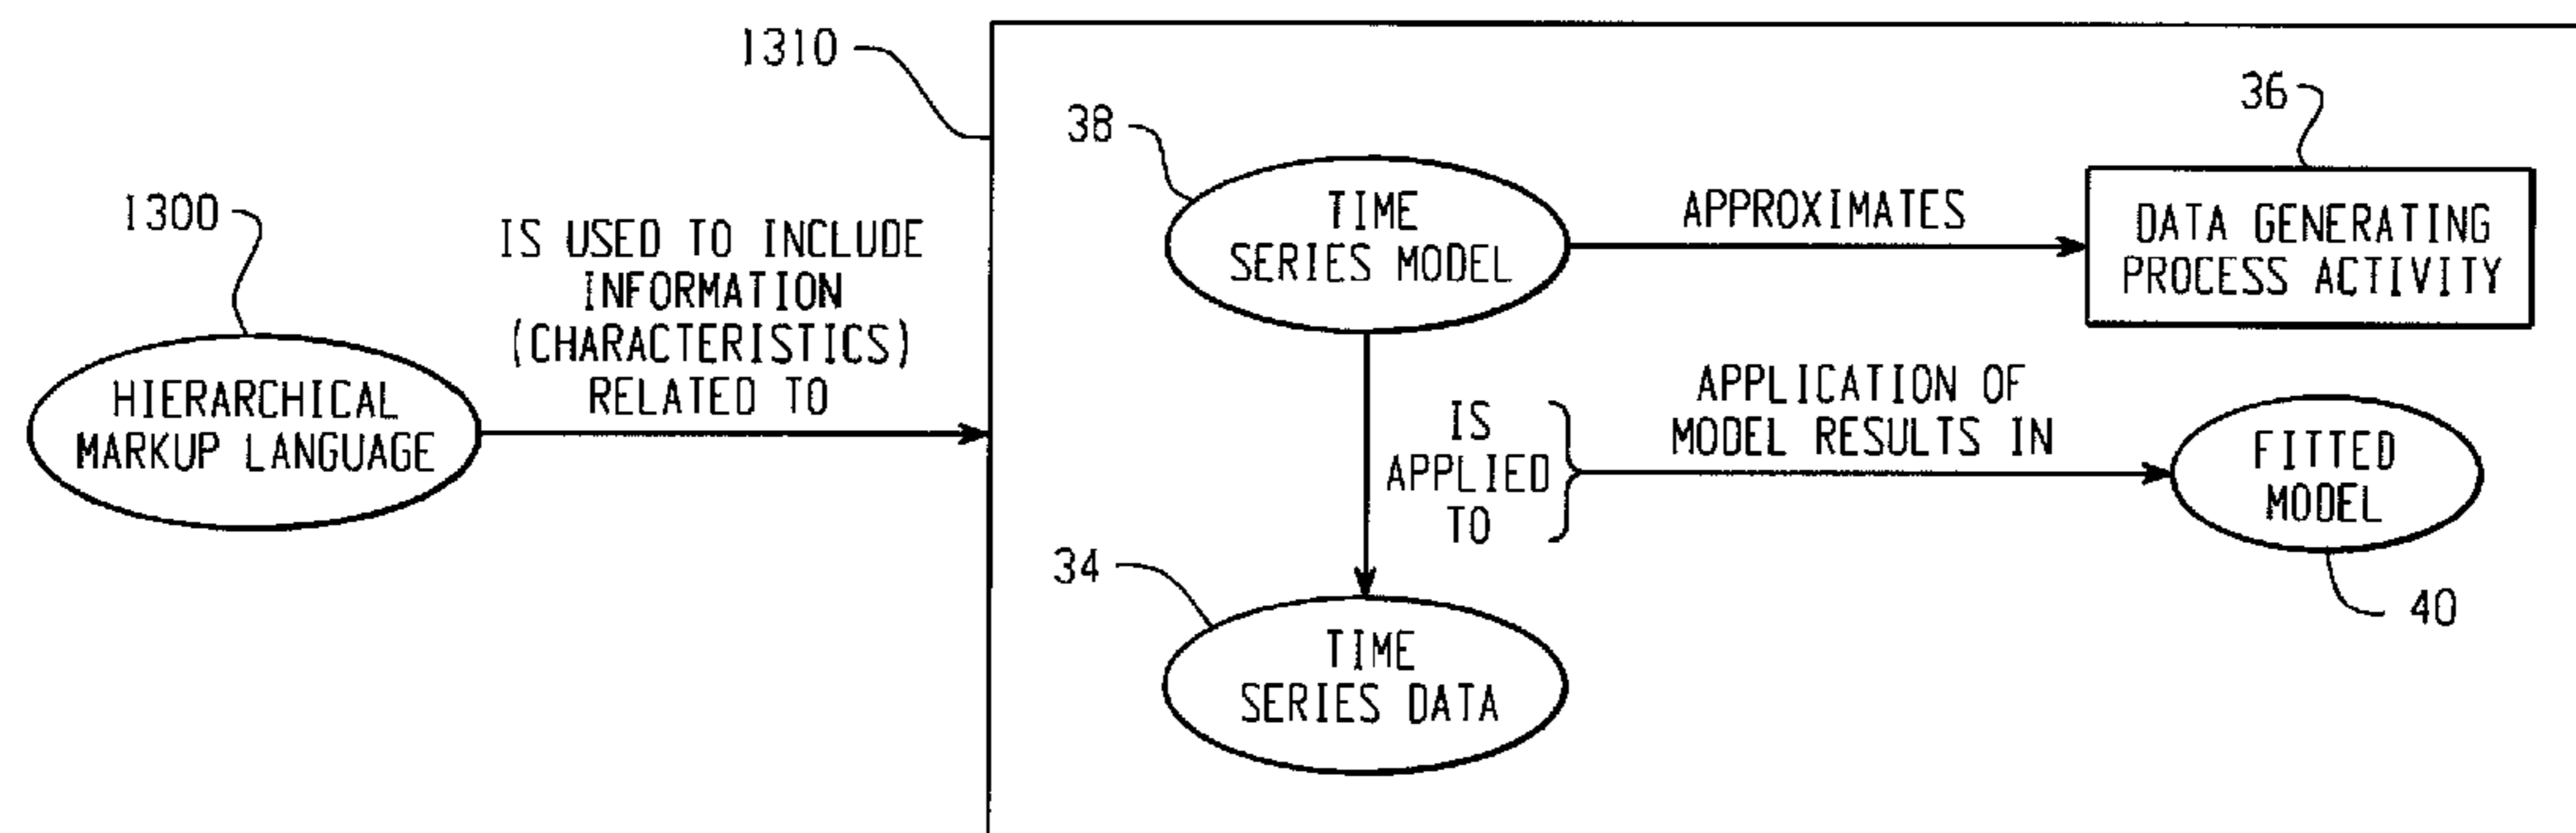 1310
36
38
1300
TIME
SERIES MODEL
APPROXIMATES
DATA GENERATING
PROCESS ACTIVITY
IS USED TO INCLUDE
INFORMATION
(CHARACTERISTICS)
RELATED TO
HIERARCHICAL
MARKUP LANGUAGE
IS
APPLIED
TO
APPLICATION OF
MODEL RESULTS IN
FITTED
MODEL
34
40
TIME
SERIES DATA